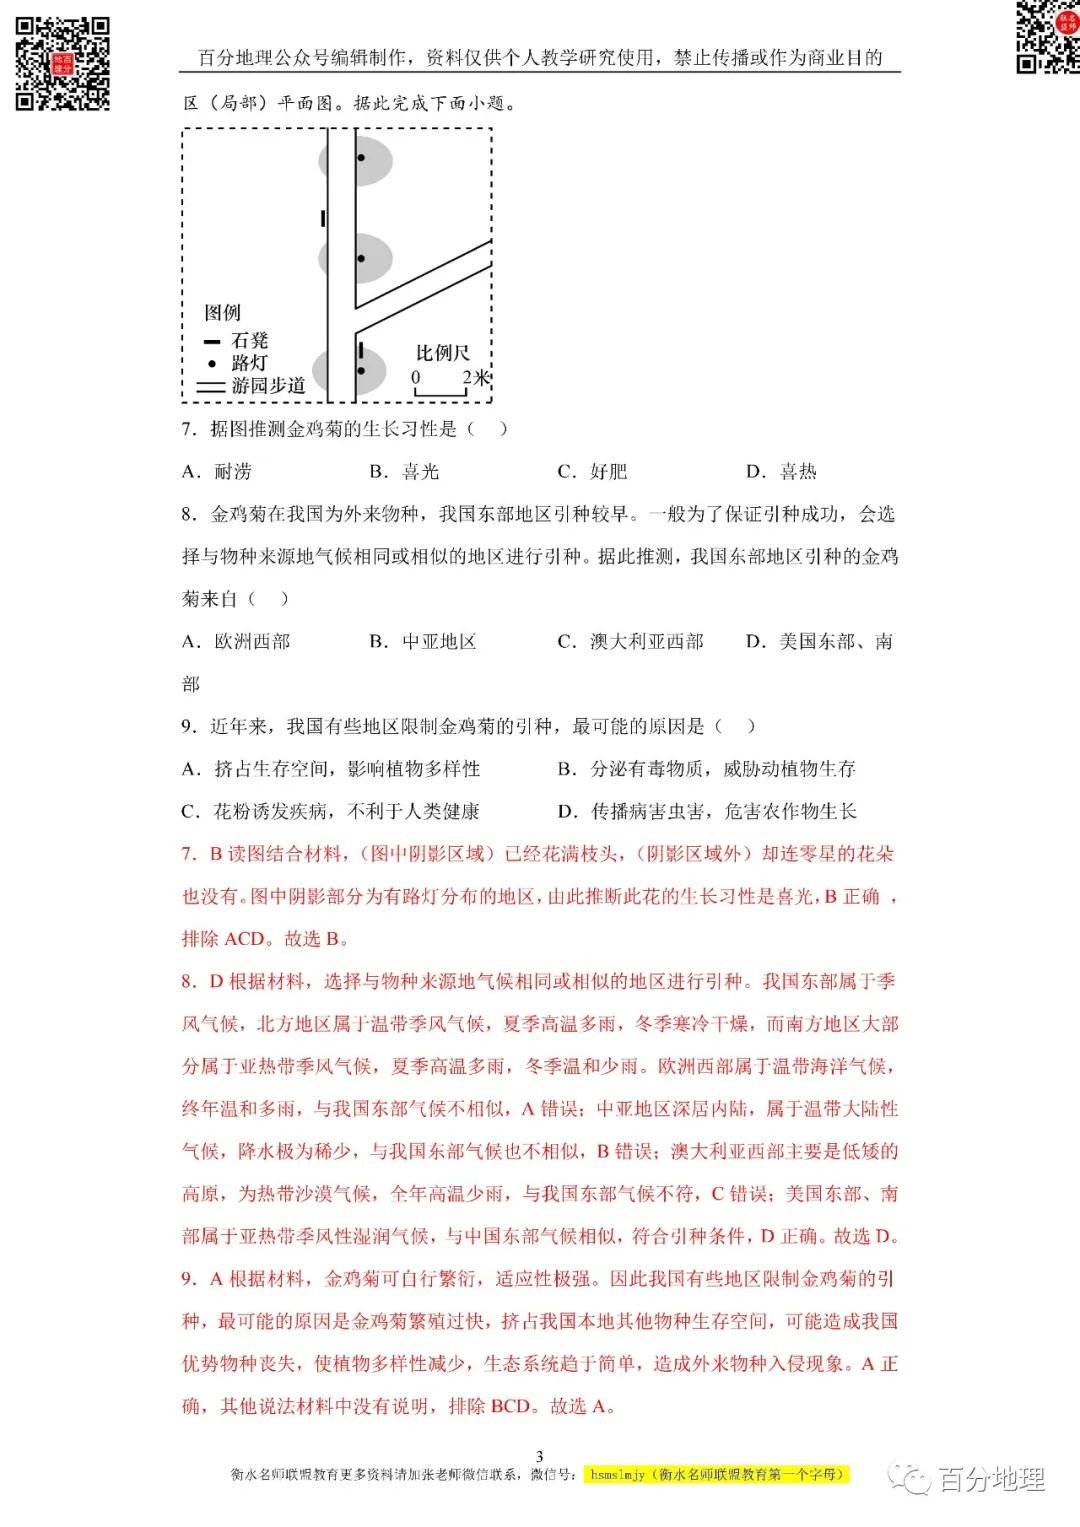 百分地理公众号编辑制作，资料仅供个人教学研究使用，禁止传播或作为商业目的
区（局部）平面图。据此完成下面小题。
图例
石凳
路灯
游园步道
比例尺
0 2米
7．据图推测金鸡菊的生长习性是（ ）
A．耐涝 B．喜光 C．好肥 D．喜热
8．金鸡菊在我国为外来物种，我国东部地区引种较早。一般为了保证引种成功，会选
择与物种来源地气候相同或相似的地区进行引种。据此推测，我国东部地区引种的金鸡
菊来自（ ）
A．欧洲西部 B．中亚地区 C．澳大利亚西部 D．美国东部、南
部
9．近年来，我国有些地区限制金鸡菊的引种，最可能的原因是（ ）
A．挤占生存空间，影响植物多样性 B．分泌有毒物质，威胁动植物生存
C．花粉诱发疾病，不利于人类健康 D．传播病害虫害，危害农作物生长
7．B 读图结合材料，（图中阴影区域）已经花满枝头，（阴影区域外）却连零星的花朵
也没有。图中阴影部分为有路灯分布的地区，由此推断此花的生长习性是喜光，B 正确 ，
排除 ACD。故选 B。
8．D 根据材料，选择与物种来源地气候相同或相似的地区进行引种。我国东部属于季
风气候，北方地区属于温带季风气候，夏季高温多雨，冬季寒冷干燥，而南方地区大部
分属于亚热带季风气候，夏季高温多雨，冬季温和少雨。欧洲西部属于温带海洋气候，
终年温和多雨，与我国东部气候不相似，A 错误；中亚地区深居内陆，属于温带大陆性
气候，降水极为稀少，与我国东部气候也不相似，B 错误；澳大利亚西部主要是低矮的
高原，为热带沙漠气候，全年高温少雨，与我国东部气候不符，C 错误；美国东部、南
部属于亚热带季风性湿润气候，与中国东部气候相似，符合引种条件，D 正确。故选 D。
9．A 根据材料，金鸡菊可自行繁衍，适应性极强。因此我国有些地区限制金鸡菊的引
种，最可能的原因是金鸡菊繁殖过快，挤占我国本地其他物种生存空间，可能造成我国
优势物种丧失，使植物多样性减少，生态系统趋于简单，造成外来物种入侵现象。A 正
确，其他说法材料中没有说明，排除 BCD。故选 A。
3
衡水名师联盟教育更多资料请加张老师微信联系，微信号： hsmslmjy（衡水名师联盟教育第一个字母）
百分地理